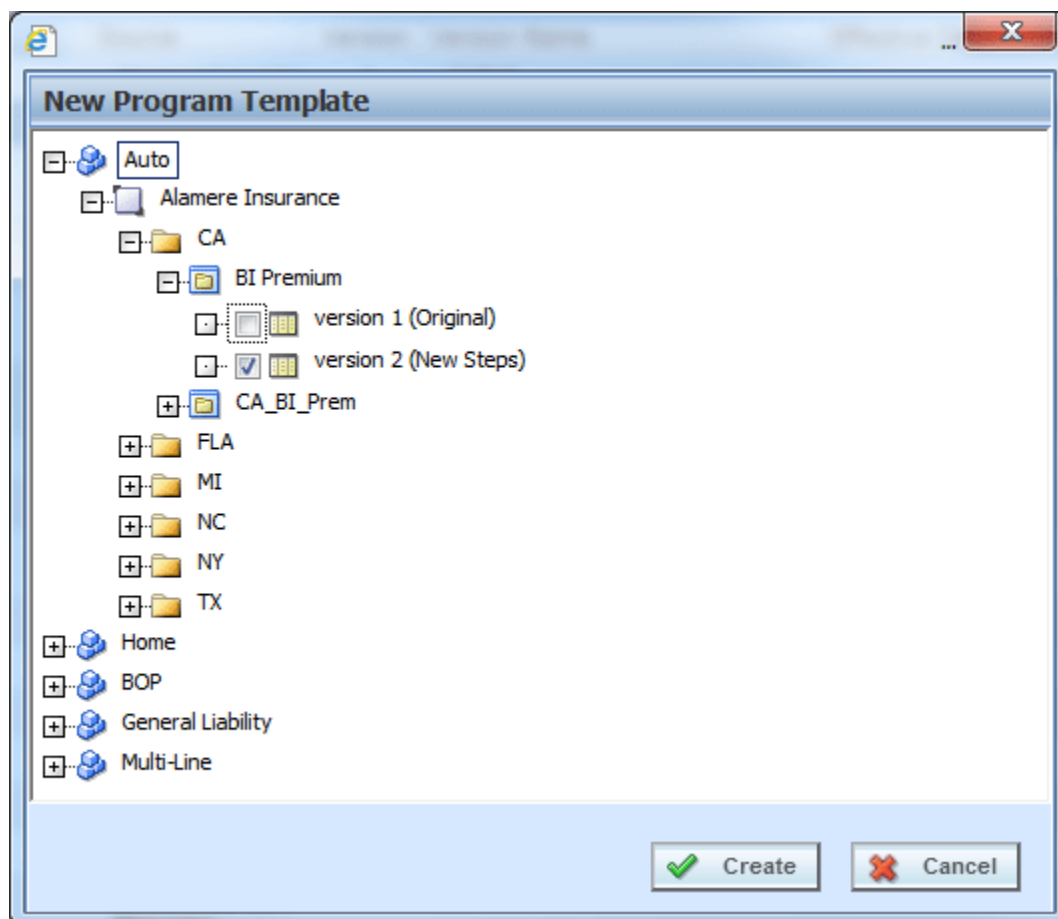 ...
New Program Template
Auto
Alamere Insurance
CA
BI Premium
version 1 (Original)
version 2 (New Steps)
CA_BI_Prem
FLA
MI
NC
NY
TX
Home
BOP
General Liability
Multi-Line
Create Cancel